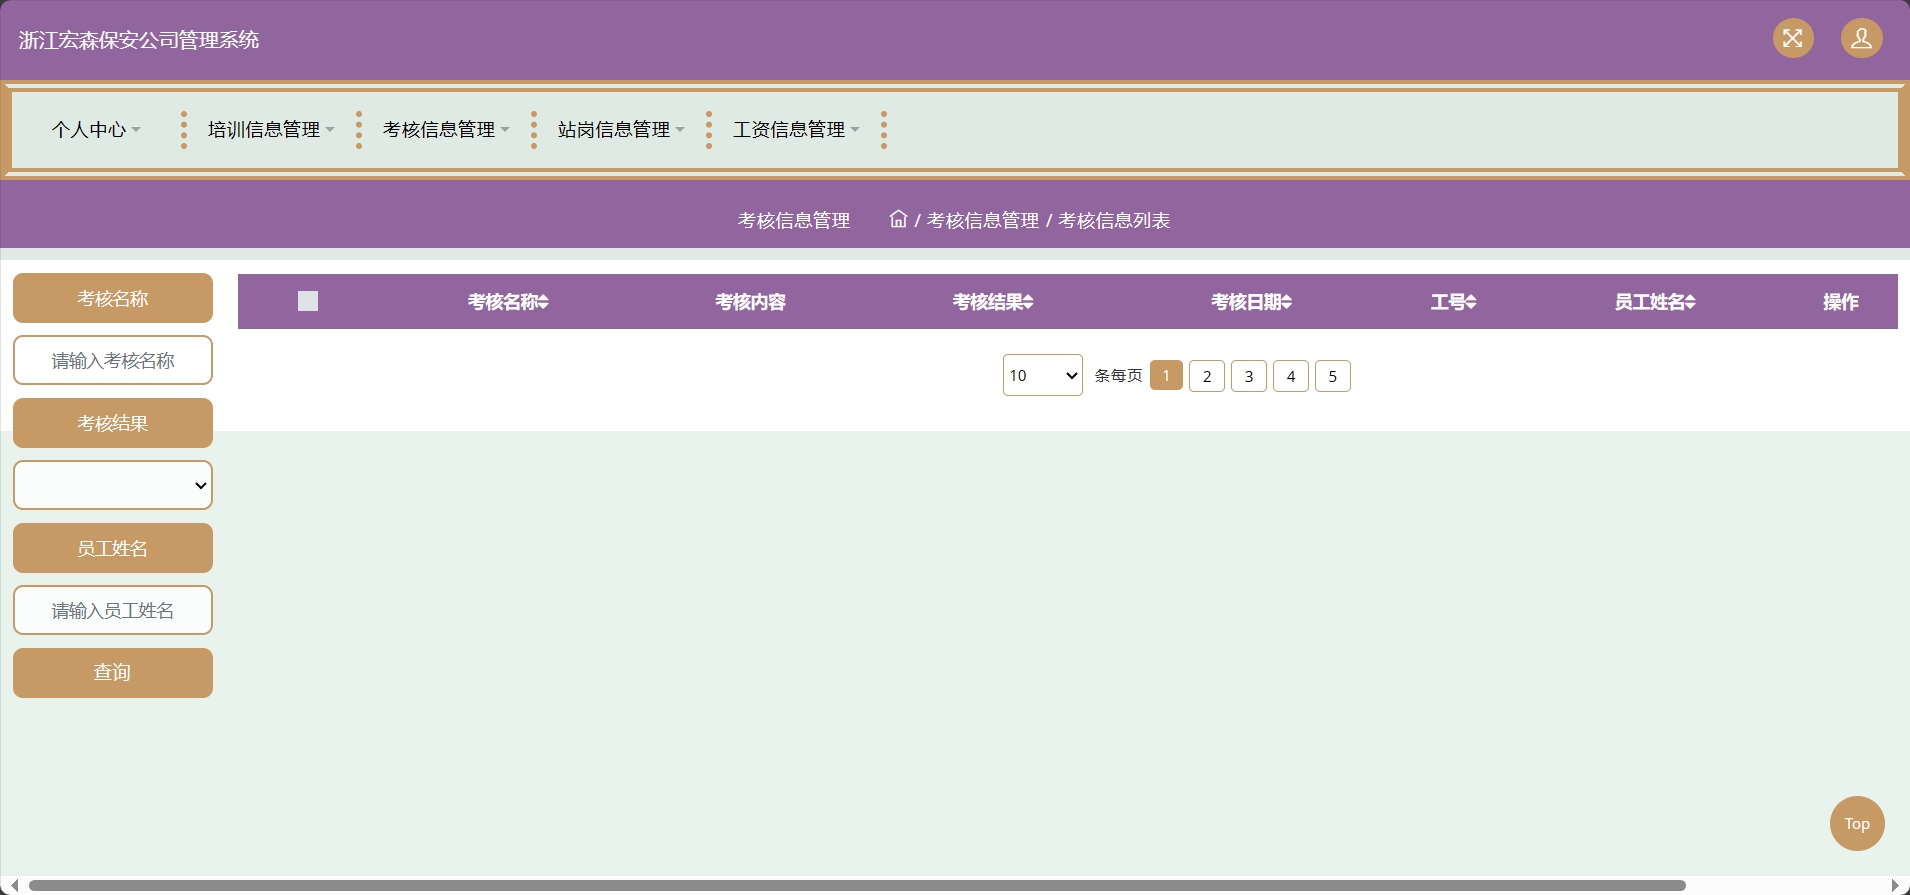 浙江宏森保安公司管理系统
个人中心 培训信息管理 考核信息管理 站岗信息管理 工资信息管理
考核信息管理 / 考核信息管理 / 考核信息列表
考核名称
请输入考核名称
考核结果
员工姓名
请输入员工姓名
查询
考核名称 考核内容 考核结果 考核日期 工号 员工姓名 操作
10 条每页 1 2 3 4 5
Top